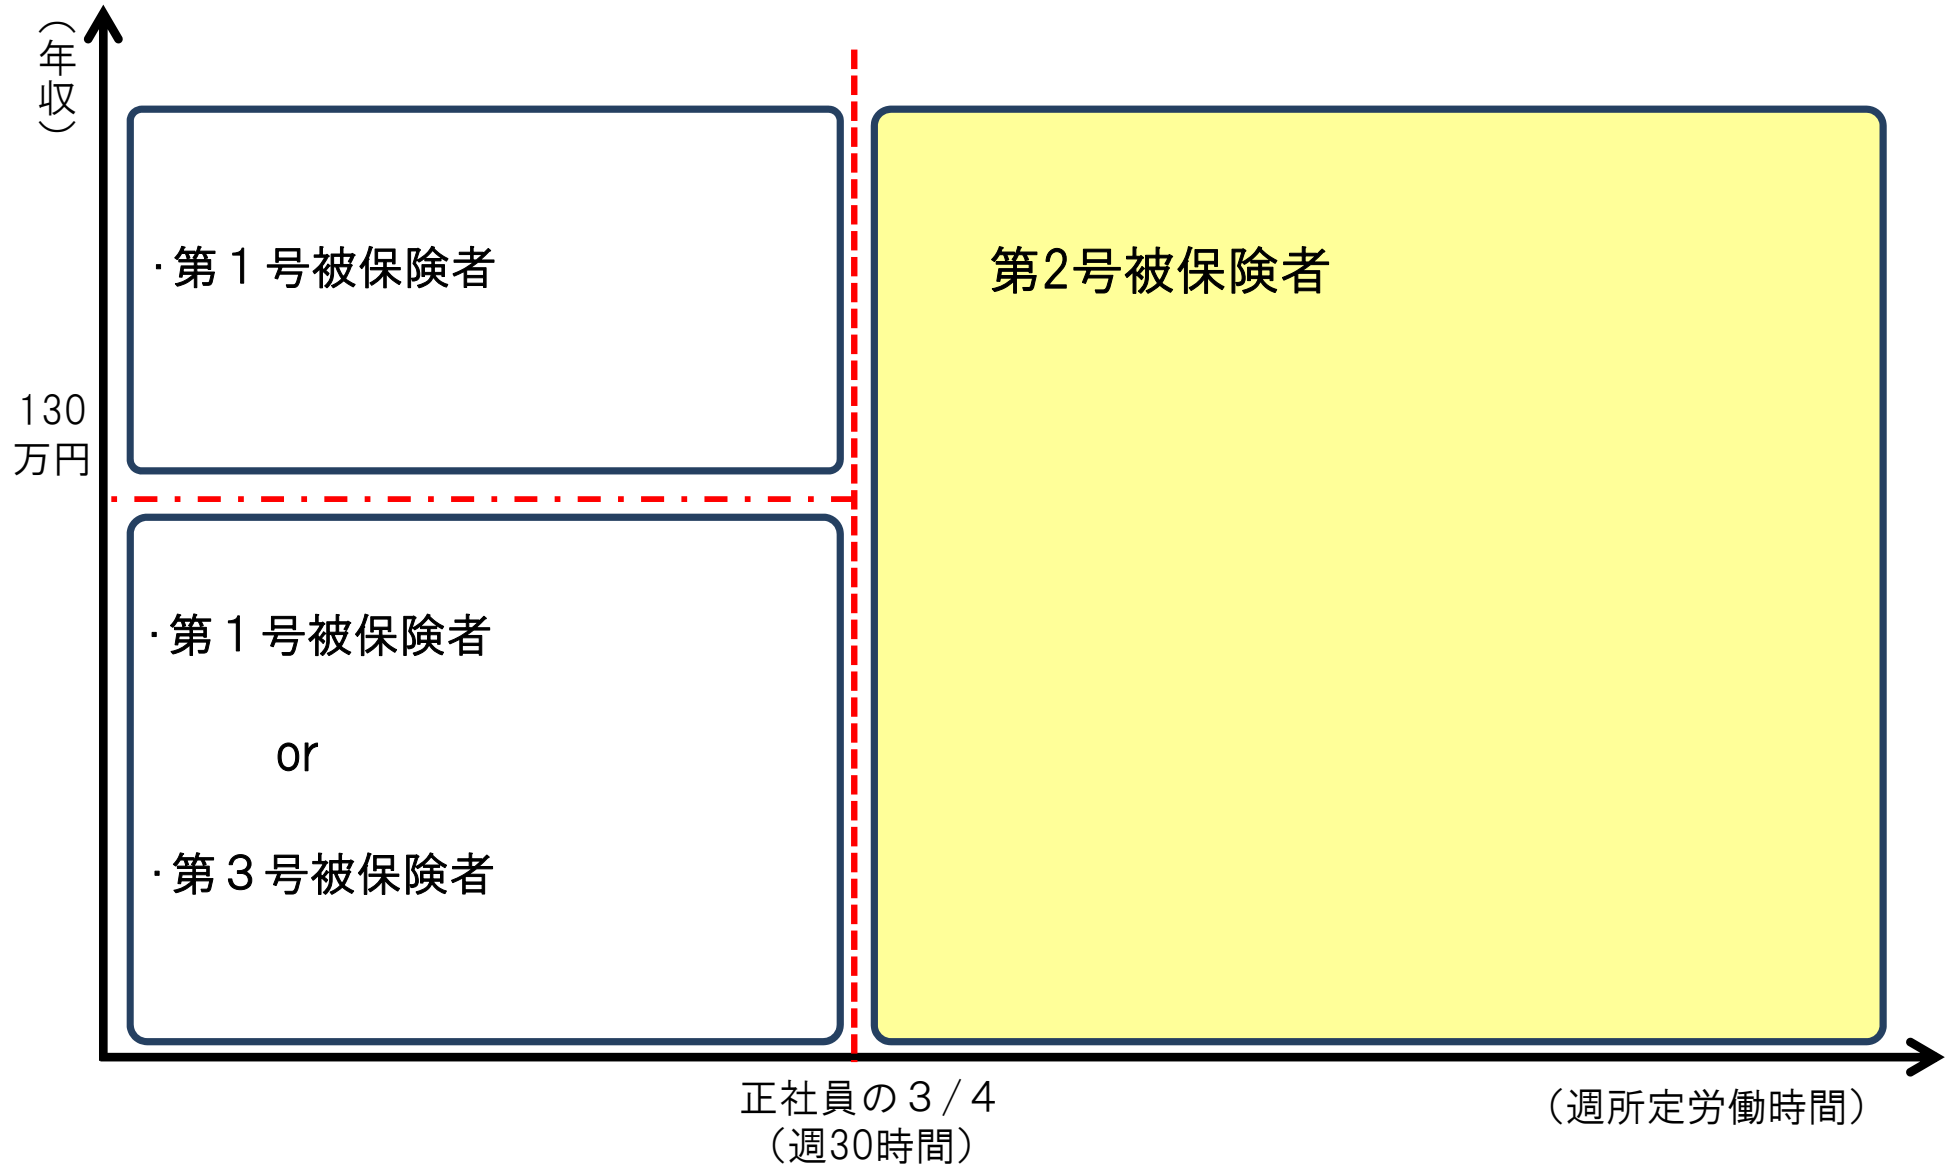 （年収）
・第１号被保険者
第2号被保険者
130
万円
・第１号被保険者
or
・第３号被保険者
正社員の３/４
（週30時間）
（週所定労働時間）